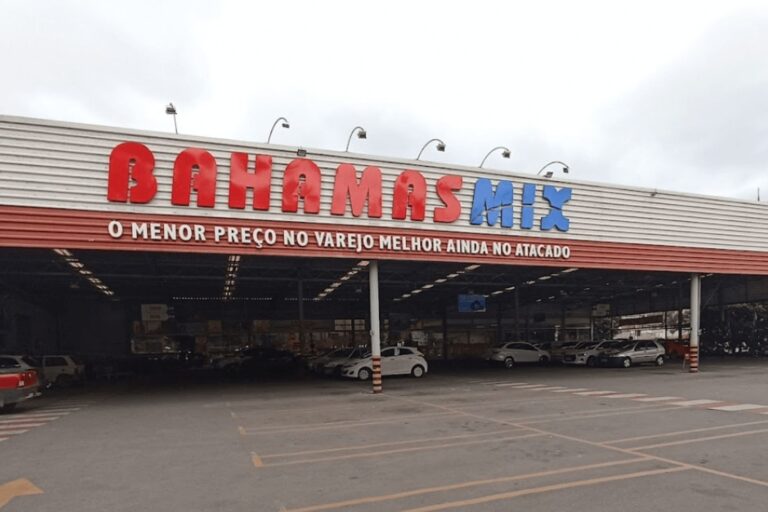 BAHAMAS MIX
O MENOR PREÇO NO VAREJO MELHOR AINDA NO ATACADO